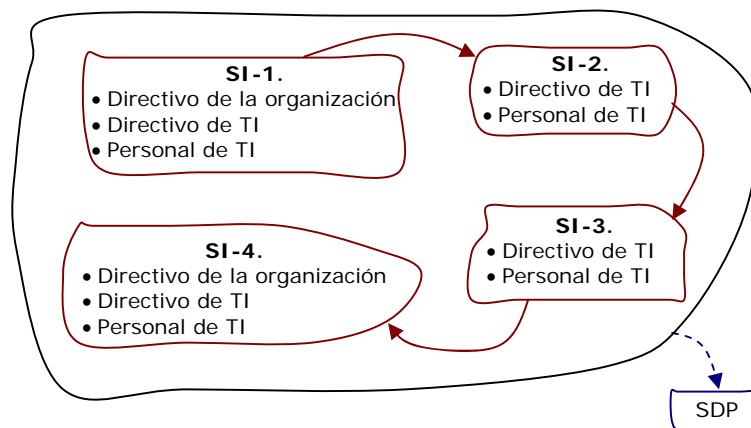 SI-1.
• Directivo de la organización
• Directivo de TI
• Personal de TI
SI-2.
• Directivo de TI
• Personal de TI
SI-3.
• Directivo de TI
• Personal de TI
SI-4.
• Directivo de la organización
• Directivo de TI
• Personal de TI
SDP